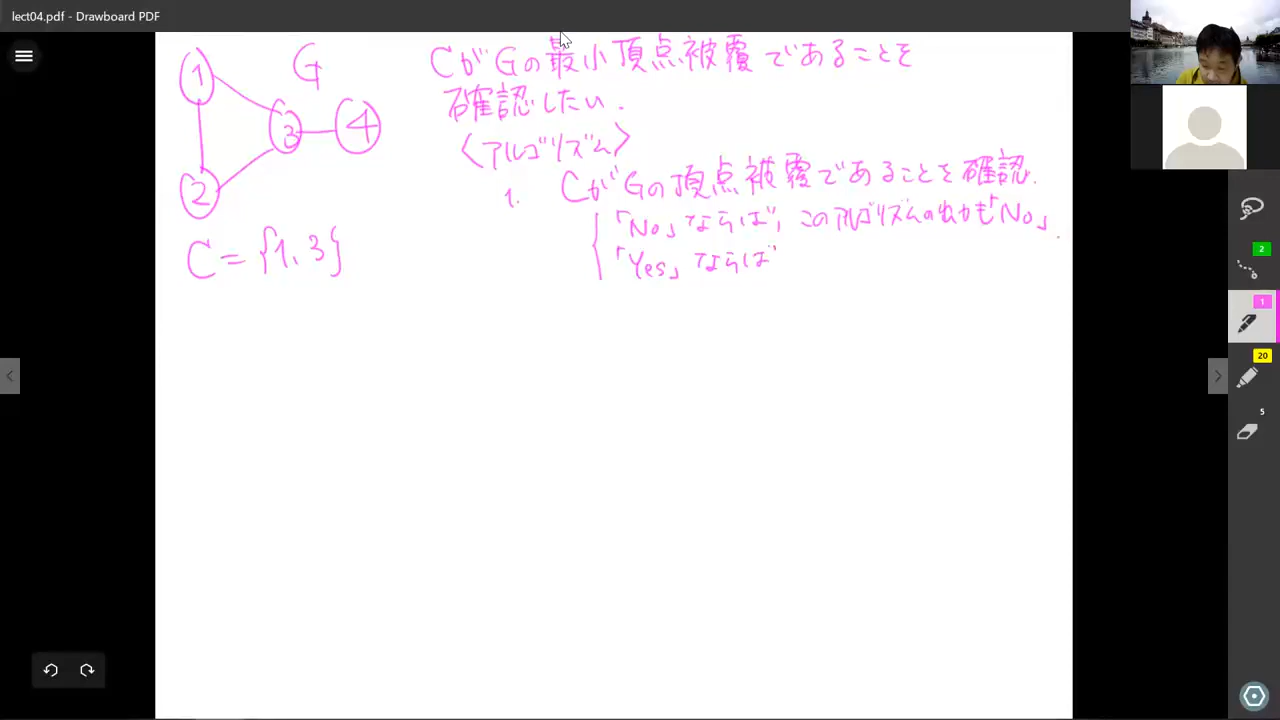 lect04.pdf - Drawboard PDF
1
G
3
4
2
C = {1, 3}
CがGの最小頂点被覆であることを
確認したい.
〈アルゴリズム〉
1. CがGの頂点被覆であることを確認.
「No」ならば, このアルゴリズムの出力も「No」.
「Yes」ならば
2
1
20
5